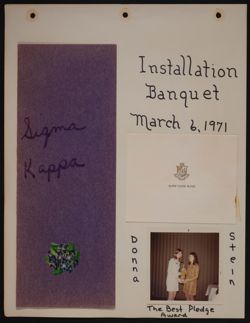 Sigma
Kappa
Installation
Banquet
March 6, 1971
Donna
Stein
The Best Pledge
Award